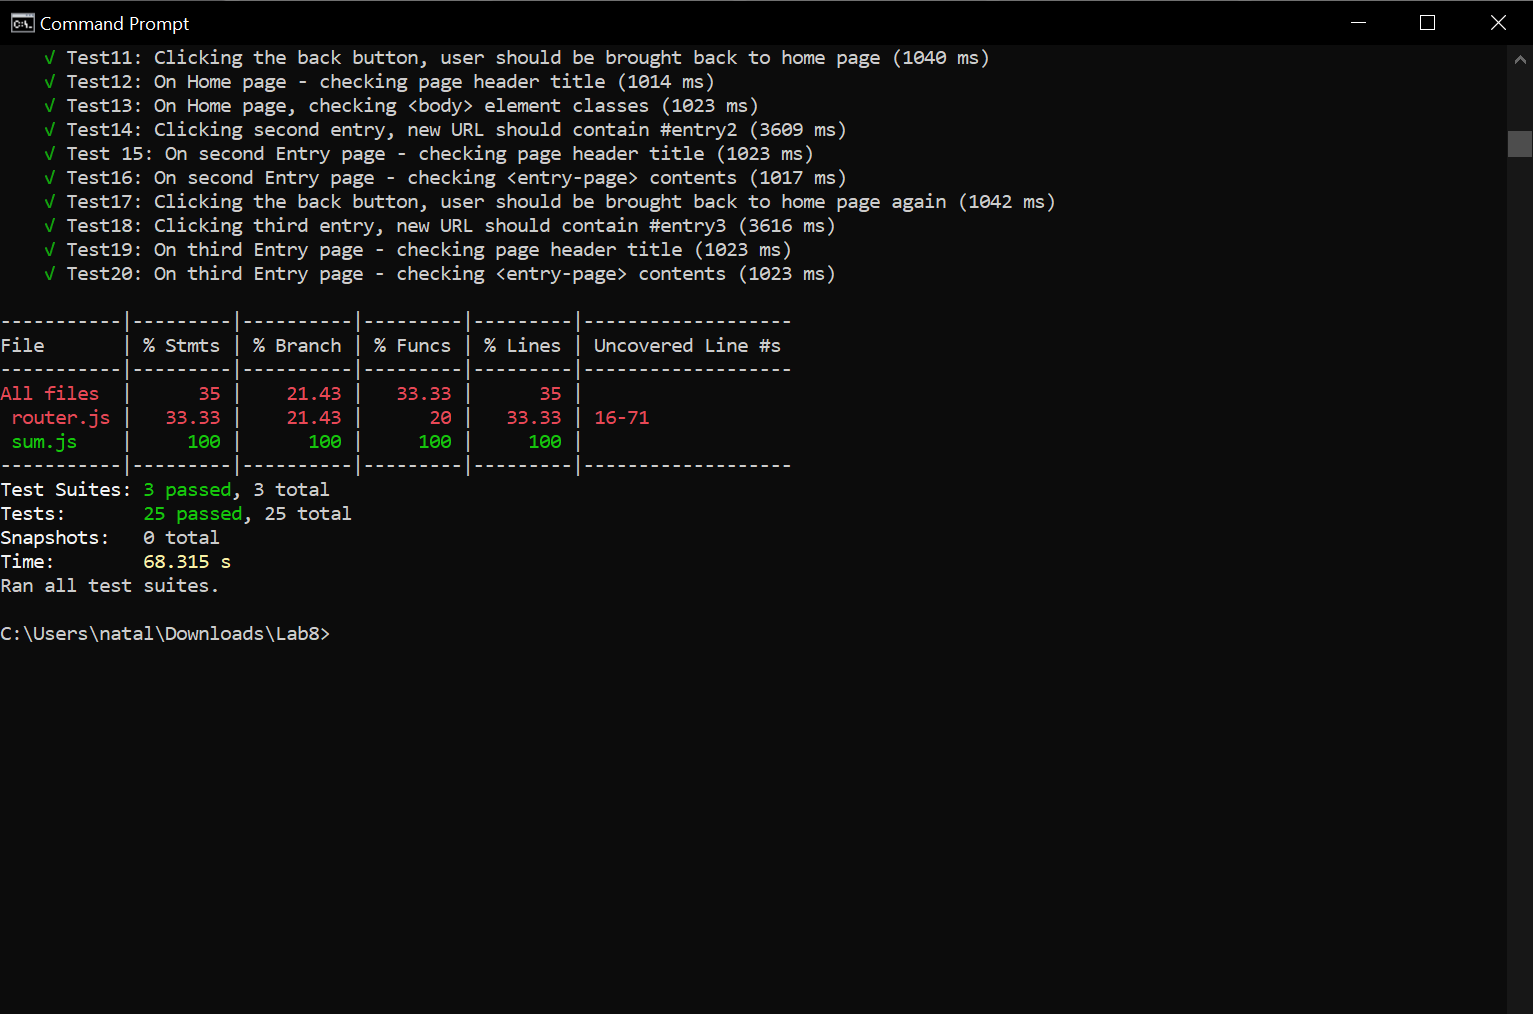 Command Prompt
√ Test11: Clicking the back button, user should be brought back to home page (1040 ms)
√ Test12: On Home page - checking page header title (1014 ms)
√ Test13: On Home page, checking <body> element classes (1023 ms)
√ Test14: Clicking second entry, new URL should contain #entry2 (3609 ms)
√ Test 15: On second Entry page - checking page header title (1023 ms)
√ Test16: On second Entry page - checking <entry-page> contents (1017 ms)
√ Test17: Clicking the back button, user should be brought back to home page again (1042 ms)
√ Test18: Clicking third entry, new URL should contain #entry3 (3616 ms)
√ Test19: On third Entry page - checking page header title (1023 ms)
√ Test20: On third Entry page - checking <entry-page> contents (1023 ms)
-----------|---------|----------|---------|---------|-------------------
File       | % Stmts | % Branch | % Funcs | % Lines | Uncovered Line #s
-----------|---------|----------|---------|---------|-------------------
All files  |      35 |    21.43 |   33.33 |      35 |
 router.js |   33.33 |    21.43 |      20 |   33.33 | 16-71
 sum.js    |     100 |      100 |     100 |     100 |
-----------|---------|----------|---------|---------|-------------------
Test Suites: 3 passed, 3 total
Tests:       25 passed, 25 total
Snapshots:   0 total
Time:        68.315 s
Ran all test suites.
C:\Users\natal\Downloads\Lab8>